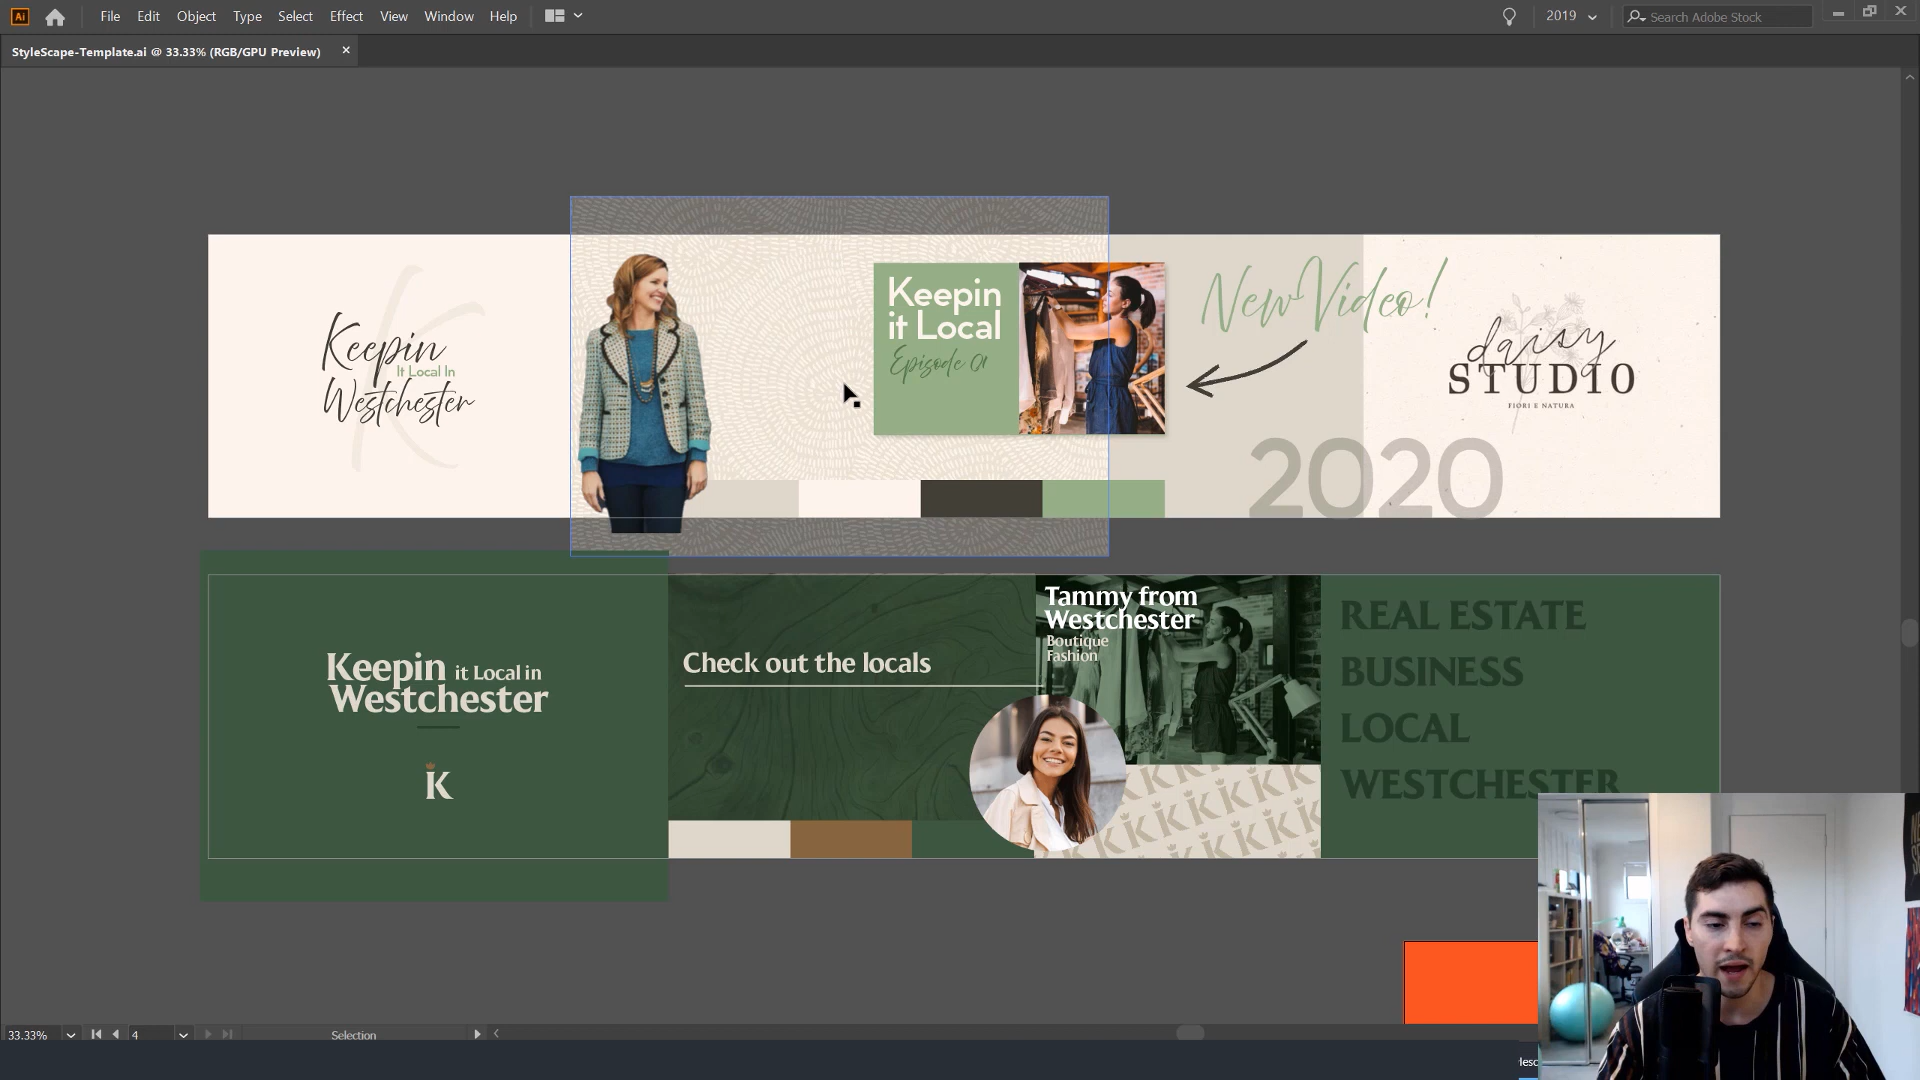 Ai File Edit Object Type Select Effect View Window Help 2019 Search Adobe Stock
StyleScape-Template.ai @ 33.33% (RGB/GPU Preview)
Keepin
It Local In
Westchester
K
Keepin
it Local
Episode 01
New Video!
daisy
STUDIO
FIORI E NATURA
2020
Keepin it Local in
Westchester
K
Check out the locals
Tammy from
Westchester
Boutique
Fashion
REAL ESTATE
BUSINESS
LOCAL
WESTCHESTER
33.33% 4 Selection